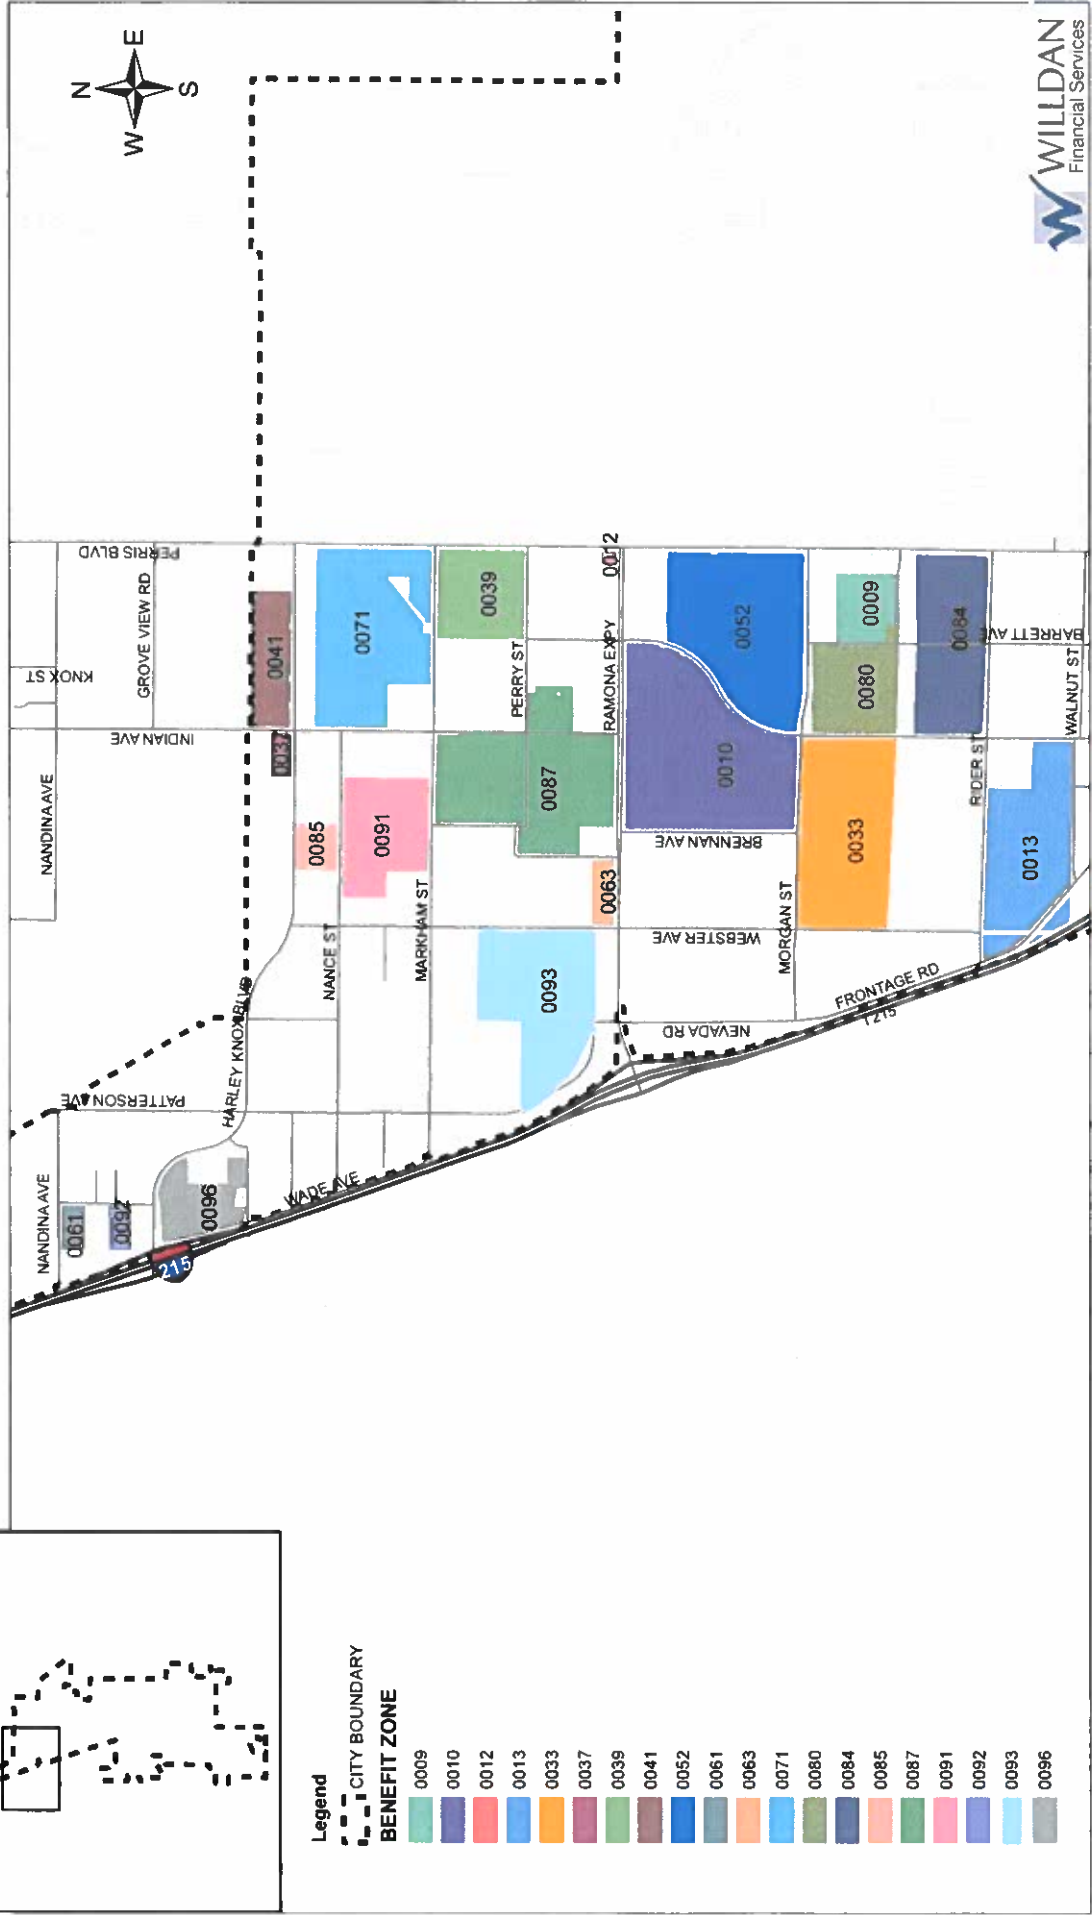 N
W
E
S
NANDINA AVE
KNOX ST
GROVE VIEW RD
PERRIS BLVD
INDIAN AVE
NANDINA AVE
PATTERSON AVE
HARLEY KNOX BLVD
0061
0092
0096
215
WADE AVE
0041
0037
0085
NANCE ST
0091
0071
MARKHAM ST
0039
PERRY ST
0087
0093
0063
0012
RAMONA EXPY
0010
0052
BRENNAN AVE
WEBSTER AVE
NEVADA RD
MORGAN ST
0033
0080
0009
0084
BARRETT AVE
FRONTAGE RD
I 215
RIDER ST
0013
WALNUT ST
Legend
CITY BOUNDARY
BENEFIT ZONE
0009
0010
0012
0013
0033
0037
0039
0041
0052
0061
0063
0071
0080
0084
0085
0087
0091
0092
0093
0096
WILLDAN
Financial Services